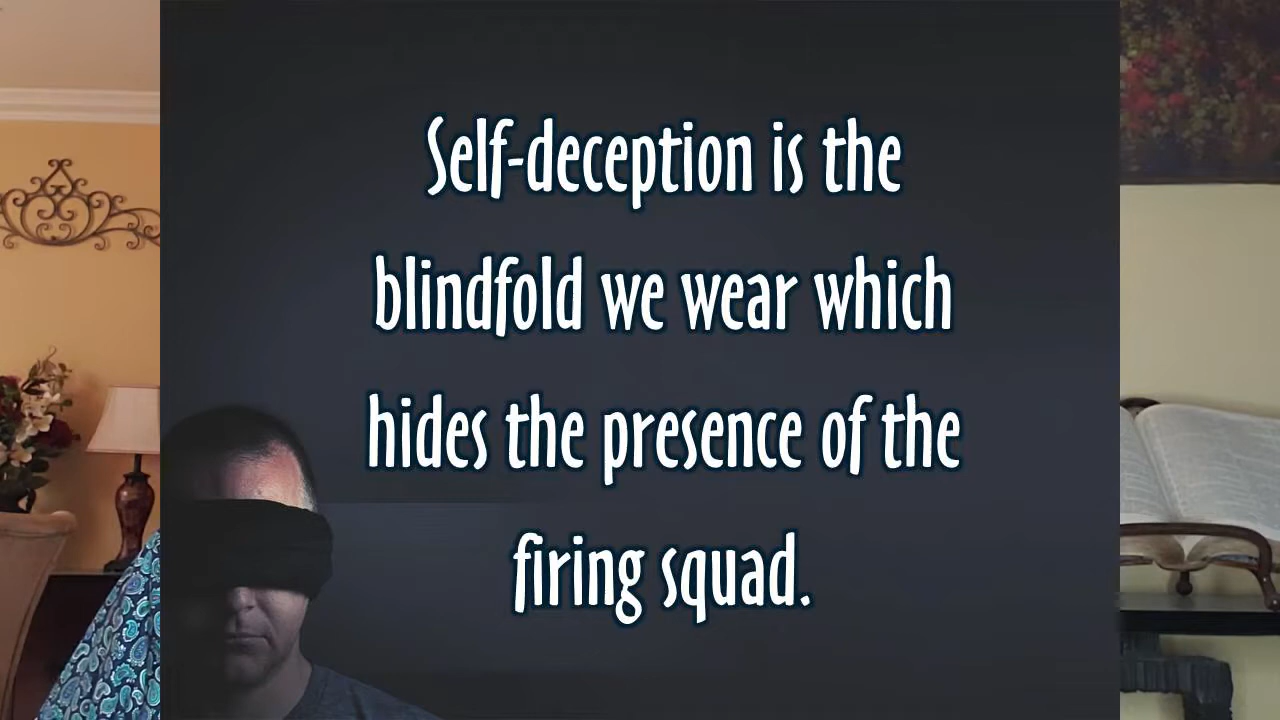 Self-deception is the
blindfold we wear which
hides the presence of the
firing squad.